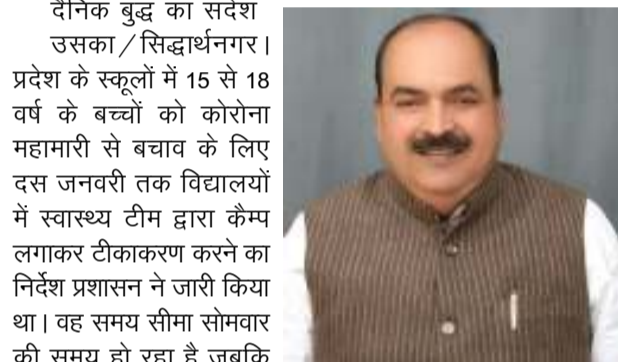 दैनिक बुद्ध का संदेश
उसका/सिद्धार्थनगर।
प्रदेश के स्कूलों में 15 से 18
वर्ष के बच्चों को कोरोना
महामारी से बचाव के लिए
दस जनवरी तक विद्यालयों
में स्वास्थ्य टीम द्वारा कैम्प
लगाकर टीकाकरण करने का
निर्देश प्रशासन ने जारी किया
था। वह समय सीमा सोमवार
की समय हो रहा है जबकि